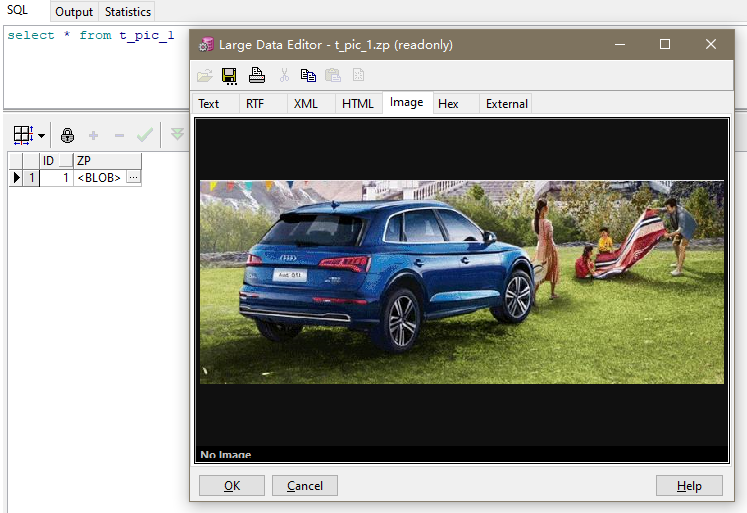 SQL Output Statistics
select * from t_pic_1
Large Data Editor - t_pic_1.zp (readonly)
Text RTF XML HTML Image Hex External
ID ZP
1 1 <BLOB> ...
Audi Q5L
No Image
OK Cancel Help